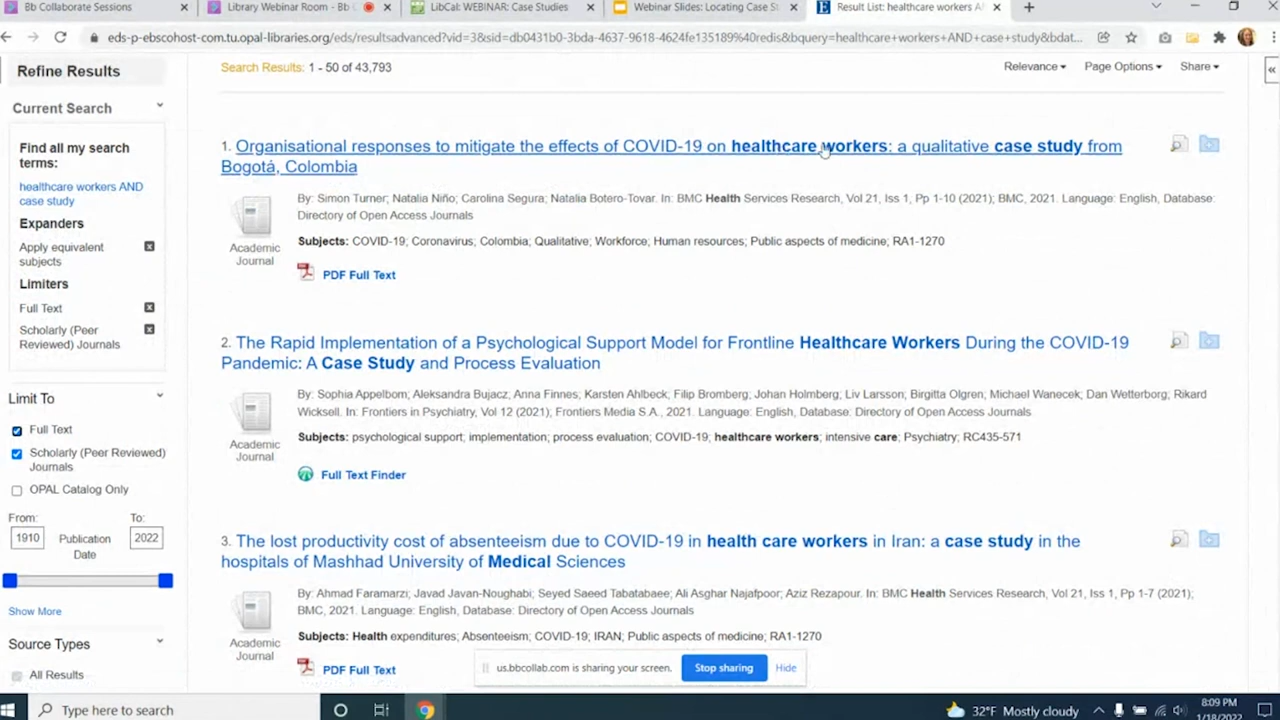 Bb Collaborate Sessions
Library Webinar Room - Bb C
LibCal: WEBINAR: Case Studies
Webinar Slides: Locating Case St
Result List: healthcare workers A
eds-p-ebscohost-com.tu.opal-libraries.org/eds/resultsadvanced?vid=3&sid=db0431b0-3bda-4637-9618-4624fe135189%40redis&bquery=healthcare+workers+AND+case+study&bdat...
Refine Results
Current Search
Find all my search
terms:
healthcare workers AND
case study
Expanders
Apply equivalent
subjects
Limiters
Full Text
Scholarly (Peer
Reviewed) Journals
Limit To
Full Text
Scholarly (Peer Reviewed)
Journals
OPAL Catalog Only
From:
To:
1910
Publication
Date
2022
Show More
Source Types
All Results
Search Results: 1 - 50 of 43,793
Relevance
Page Options
Share
1. Organisational responses to mitigate the effects of COVID-19 on healthcare workers: a qualitative case study from
Bogotá, Colombia
Academic
Journal
By: Simon Turner; Natalia Niño; Carolina Segura; Natalia Botero-Tovar. In: BMC Health Services Research, Vol 21, Iss 1, Pp 1-10 (2021); BMC, 2021. Language: English, Database:
Directory of Open Access Journals
Subjects: COVID-19; Coronavirus; Colombia; Qualitative; Workforce; Human resources; Public aspects of medicine; RA1-1270
PDF Full Text
2. The Rapid Implementation of a Psychological Support Model for Frontline Healthcare Workers During the COVID-19
Pandemic: A Case Study and Process Evaluation
Academic
Journal
By: Sophia Appelbom; Aleksandra Bujacz, Anna Finnes; Karsten Ahlbeck; Filip Bromberg; Johan Holmberg; Liv Larsson; Birgitta Olgren; Michael Wanecek; Dan Wetterborg; Rikard
Wicksell. In: Frontiers in Psychiatry, Vol 12 (2021); Frontiers Media S.A., 2021. Language: English, Database: Directory of Open Access Journals
Subjects: psychological support; implementation; process evaluation; COVID-19; healthcare workers; intensive care; Psychiatry; RC435-571
Full Text Finder
3. The lost productivity cost of absenteeism due to COVID-19 in health care workers in Iran: a case study in the
hospitals of Mashhad University of Medical Sciences
Academic
Journal
By: Ahmad Faramarzi; Javad Javan-Noughabi; Seyed Saeed Tabatabaee; Ali Asghar Najafpoor; Aziz Rezapour. In: BMC Health Services Research, Vol 21, Iss 1, Pp 1-7 (2021);
BMC, 2021. Language: English, Database: Directory of Open Access Journals
Subjects: Health expenditures; Absenteeism; COVID-19; IRAN; Public aspects of medicine; RA1-1270
PDF Full Text
us.bbcollab.com is sharing your screen.
Stop sharing
Hide
Type here to search
32°F Mostly cloudy
8:09 PM
1/18/2022